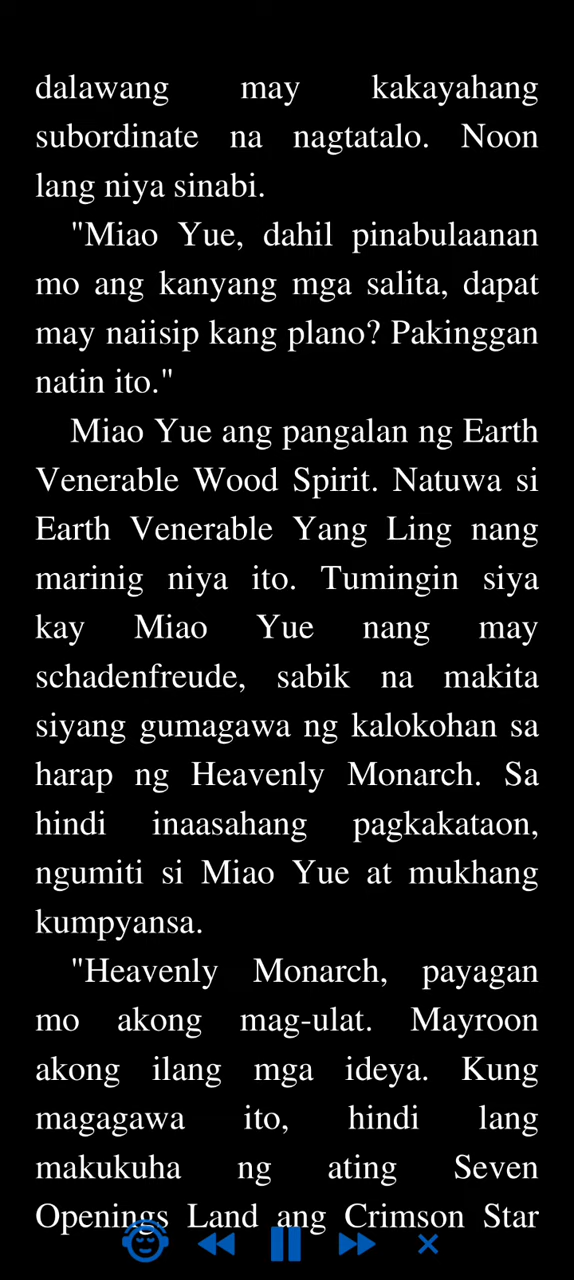 dalawang may kakayahang
subordinate na nagtatalo. Noon
lang niya sinabi.
"Miao Yue, dahil pinabulaanan
mo ang kanyang mga salita, dapat
may naiisip kang plano? Pakinggan
natin ito."
Miao Yue ang pangalan ng Earth
Venerable Wood Spirit. Natuwa si
Earth Venerable Yang Ling nang
marinig niya ito. Tumingin siya
kay Miao Yue nang may
schadenfreude, sabik na makita
siyang gumagawa ng kalokohan sa
harap ng Heavenly Monarch. Sa
hindi inaasahang pagkakataon,
ngumiti si Miao Yue at mukhang
kumpyansa.
"Heavenly Monarch, payagan
mo akong mag-ulat. Mayroon
akong ilang mga ideya. Kung
magagawa ito, hindi lang
makukuha ng ating Seven
Openings Land ang Crimson Star